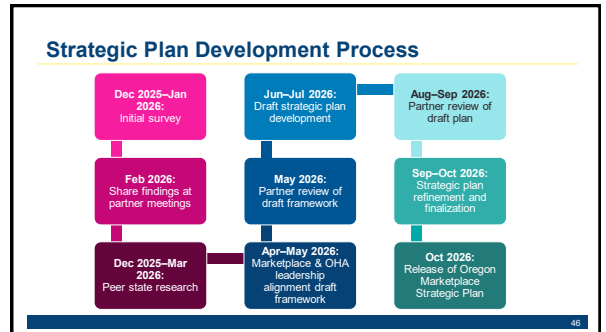 Strategic Plan Development Process
Dec 2025–Jan
2026:
Initial survey
Feb 2026:
Share findings at
partner meetings
Dec 2025–Mar
2026:
Peer state research
Apr–May 2026:
Marketplace & OHA
leadership
alignment draft
framework
May 2026:
Partner review of
draft framework
Jun–Jul 2026:
Draft strategic plan
development
Aug–Sep 2026:
Partner review of
draft plan
Sep–Oct 2026:
Strategic plan
refinement and
finalization
Oct 2026:
Release of Oregon
Marketplace
Strategic Plan
46